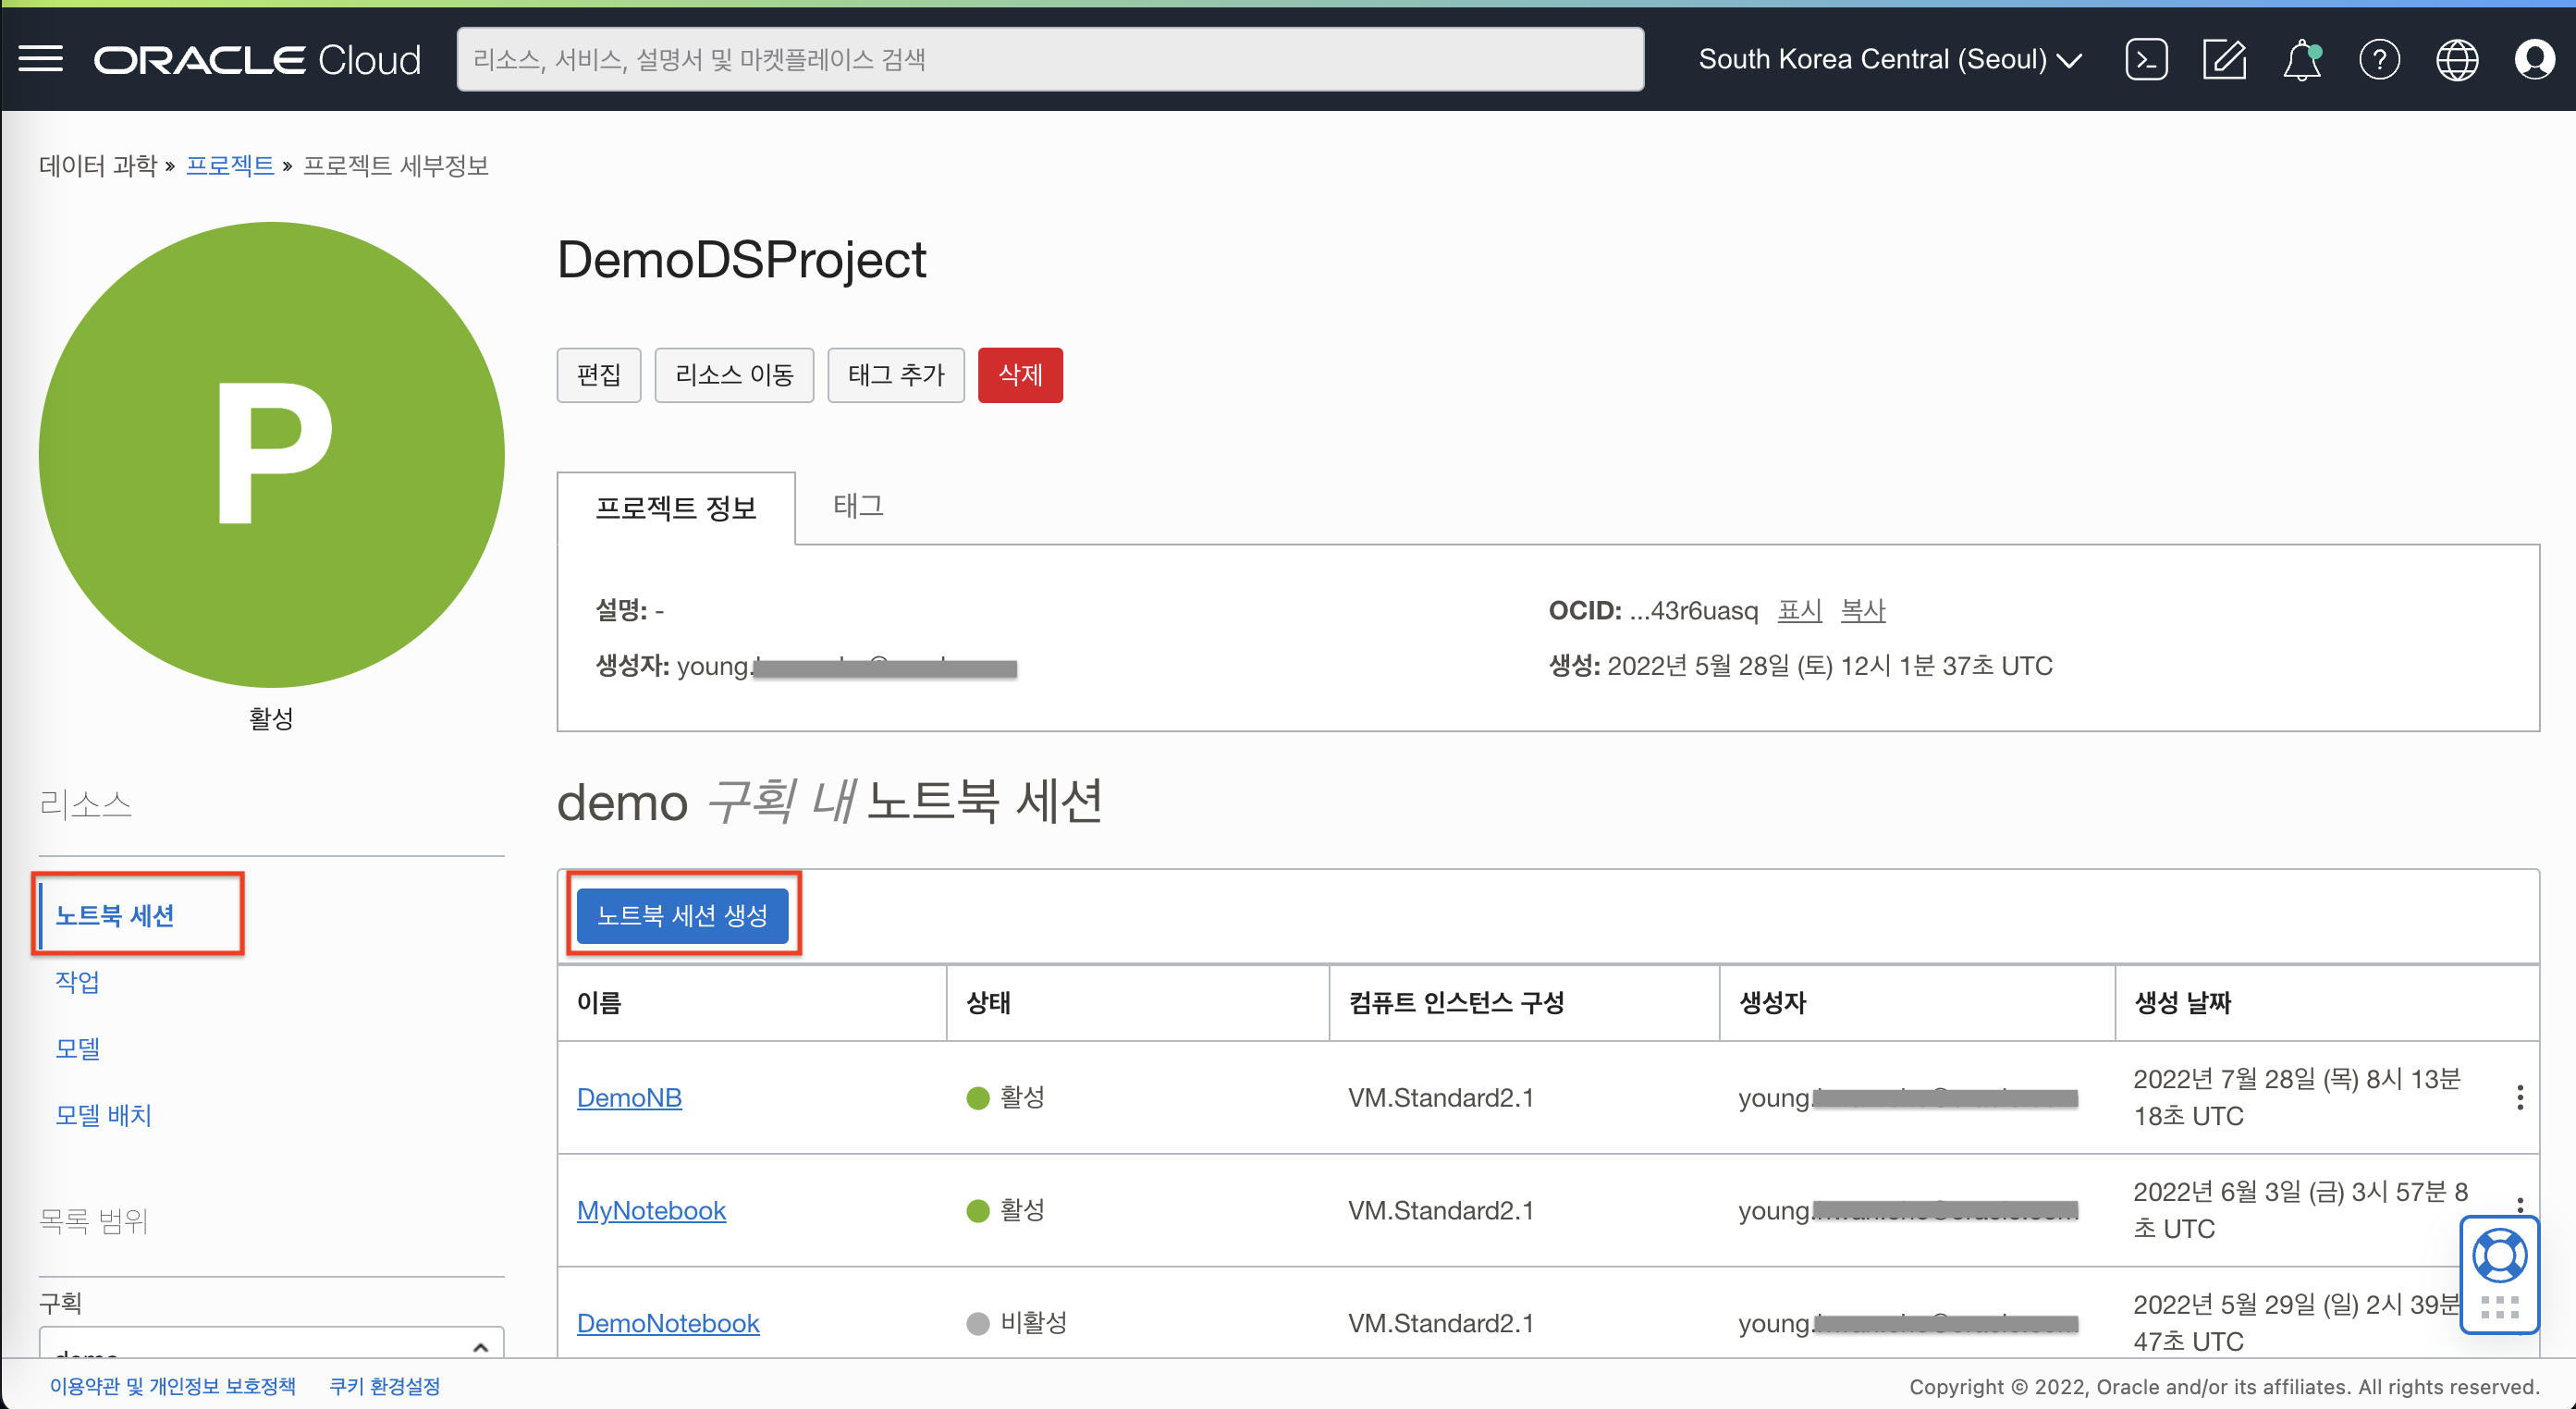 ORACLE Cloud
리소스, 서비스, 설명서 및 마켓플레이스 검색
South Korea Central (Seoul)
데이터 과학 » 프로젝트 » 프로젝트 세부정보
P
활성
DemoDSProject
편집 리소스 이동 태그 추가 삭제
프로젝트 정보 태그
설명: -
OCID: ...43r6uasq 표시 복사
생성자: young.
생성: 2022년 5월 28일 (토) 12시 1분 37초 UTC
리소스
노트북 세션
작업
모델
모델 배치
목록 범위
구획
demo
demo 구획 내 노트북 세션
노트북 세션 생성
이름 상태 컴퓨트 인스턴스 구성 생성자 생성 날짜
DemoNB 활성 VM.Standard2.1 young. 2022년 7월 28일 (목) 8시 13분
18초 UTC
MyNotebook 활성 VM.Standard2.1 young. 2022년 6월 3일 (금) 3시 57분 8
초 UTC
DemoNotebook 비활성 VM.Standard2.1 young. 2022년 5월 29일 (일) 2시 39분
47초 UTC
이용약관 및 개인정보 보호정책 쿠키 환경설정
Copyright © 2022, Oracle and/or its affiliates. All rights reserved.